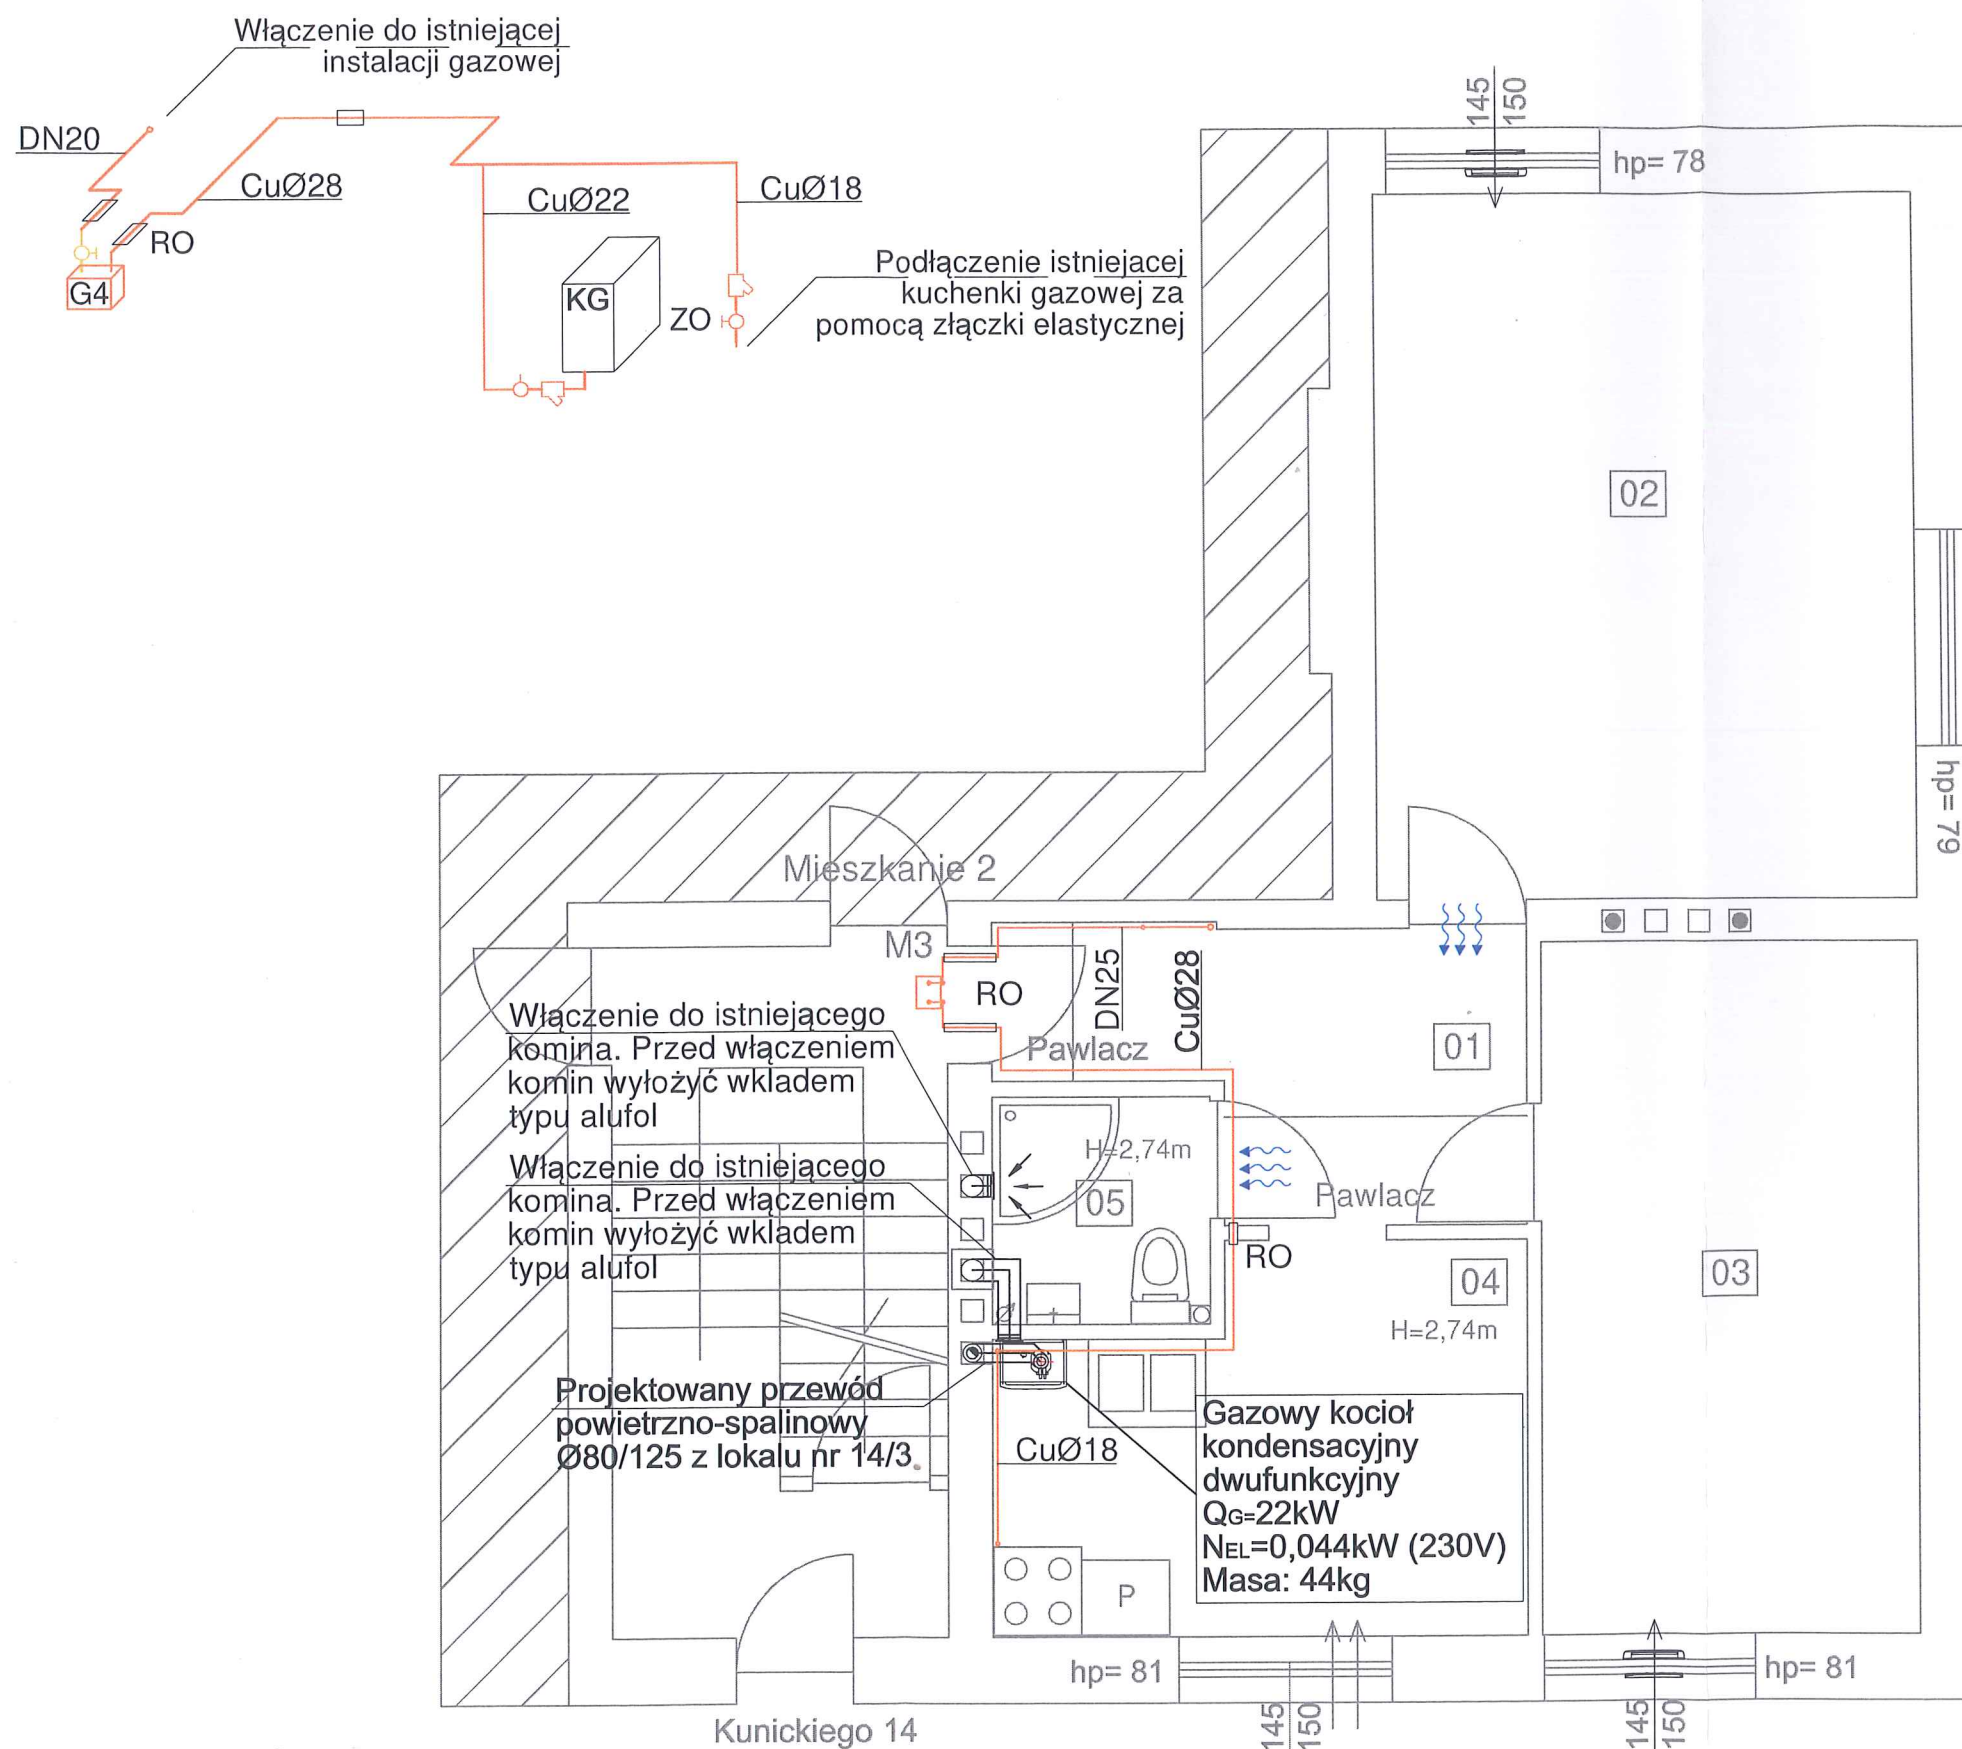 Włączenie do istniejącej
instalacji gazowej
DN20
CuØ28
RO
G4
CuØ22
CuØ18
KG
ZO
Podłączenie istniejacej
kuchenki gazowej za
pomocą złączki elastycznej
145
150
hp= 78
02
hp= 79
Mieszkanie 2
M3
RO
DN25
CuØ28
Pawlacz
01
Włączenie do istniejącego
komina. Przed włączeniem
komin wyłożyć wkladem
typu alufol
H=2,74m
05
Pawlacz
Włączenie do istniejącego
komina. Przed włączeniem
komin wyłożyć wkladem
typu alufol
RO
04
H=2,74m
03
Projektowany przewód
powietrzno-spalinowy
Ø80/125 z lokalu nr 14/3
CuØ18
Gazowy kocioł
kondensacyjny
dwufunkcyjny
QG=22kW
NEL=0,044kW (230V)
Masa: 44kg
P
hp= 81
145
150
hp= 81
145
150
Kunickiego 14